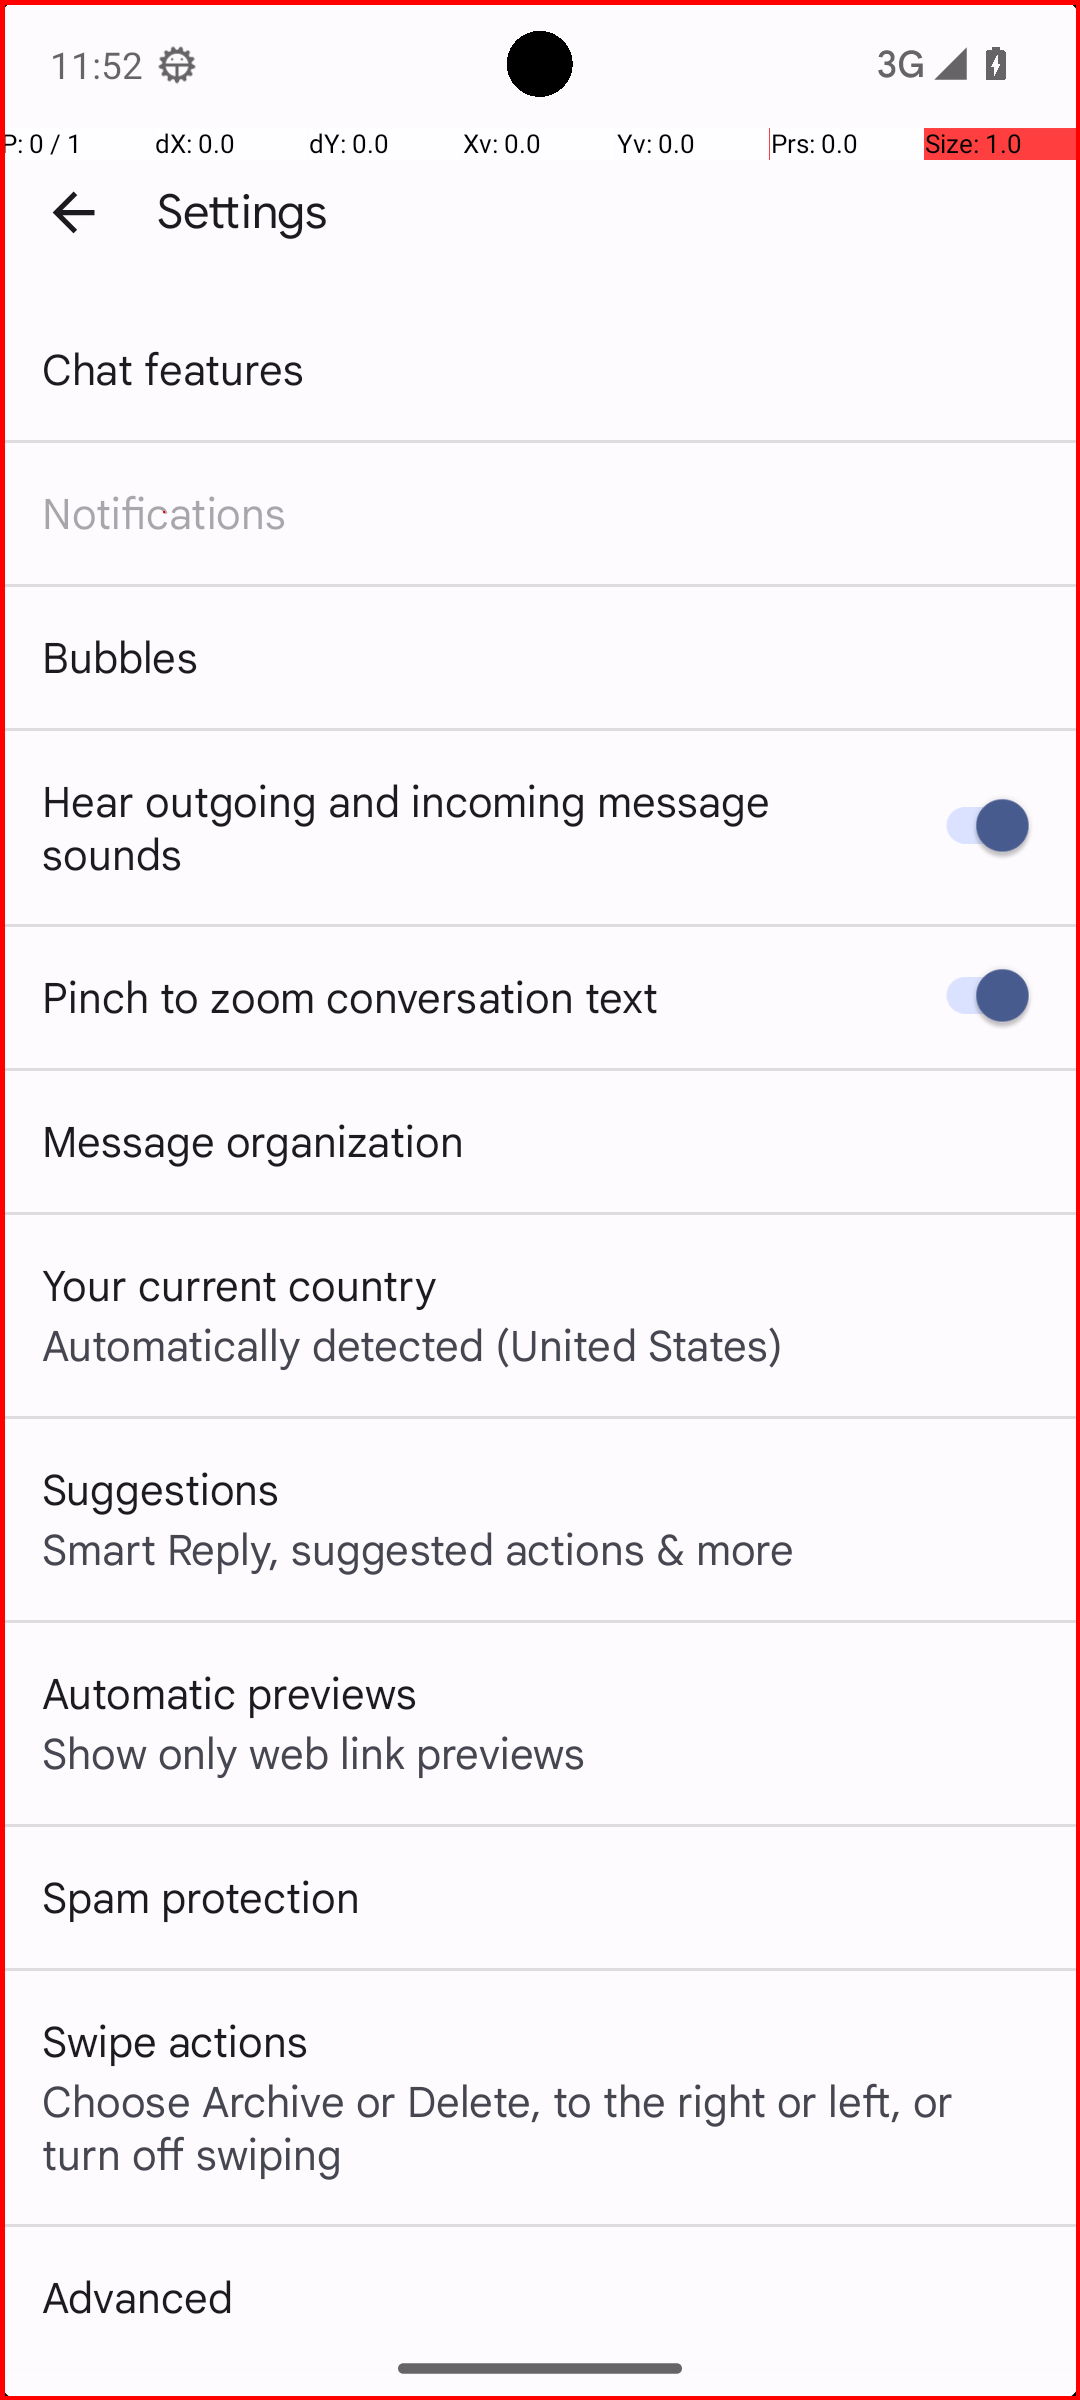 11:52
3G
P: 0 / 1 dX: 0.0 dY: 0.0 Xv: 0.0 Yv: 0.0 Prs: 0.0 Size: 1.0
Settings
Chat features
Notifications
Bubbles
Hear outgoing and incoming message
sounds
Pinch to zoom conversation text
Message organization
Your current country
Automatically detected (United States)
Suggestions
Smart Reply, suggested actions & more
Automatic previews
Show only web link previews
Spam protection
Swipe actions
Choose Archive or Delete, to the right or left, or
turn off swiping
Advanced